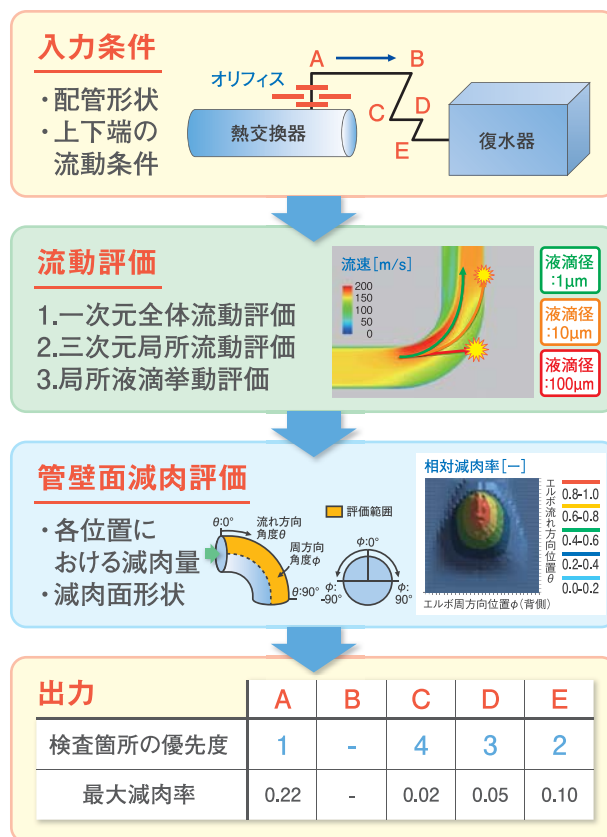 入力条件
・配管形状
・上下端の
流動条件
オリフィス
A
B
C
D
E
熱交換器
復水器
流動評価
1.一次元全体流動評価
2.三次元局所流動評価
3.局所液滴挙動評価
流速[m/s]
200
150
100
50
0
液滴径
:1μm
液滴径
:10μm
液滴径
:100μm
管壁面減肉評価
・各位置に
おける減肉量
・減肉面形状
θ:0°
流れ方向
角度θ
周方向
角度φ
θ:90°
評価範囲
φ:0°
φ:
-90°
φ:
90°
相対減肉率[ー]
エルボ流れ方向位置θ
0.8-1.0
0.6-0.8
0.4-0.6
0.2-0.4
0.0-0.2
エルボ周方向位置φ(背側)
出力
A B C D E
検査箇所の優先度 1 - 4 3 2
最大減肉率 0.22 - 0.02 0.05 0.10